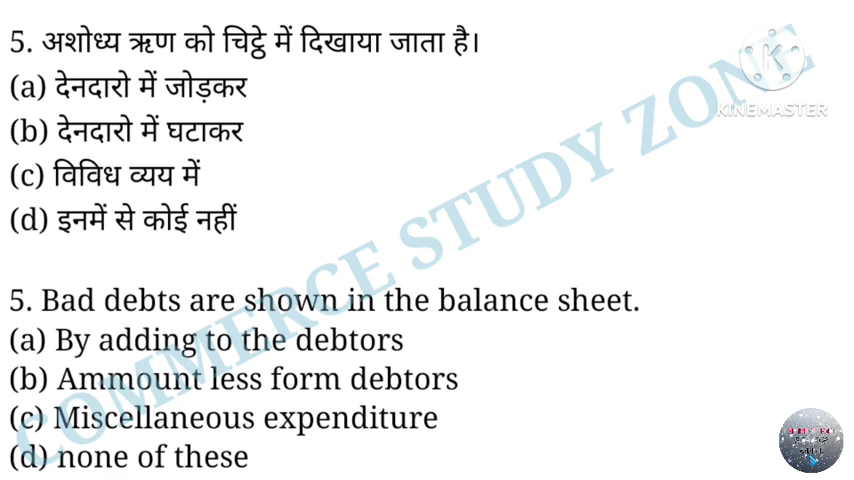 5. अशोध्य ऋण को चिट्ठे में दिखाया जाता है।
(a) देनदारो में जोड़कर
(b) देनदारो में घटाकर
(c) विविध व्यय में
(d) इनमें से कोई नहीं
5. Bad debts are shown in the balance sheet.
(a) By adding to the debtors
(b) Ammount less form debtors
(c) Miscellaneous expenditure
(d) none of these
COMMERCE STUDY ZONE
KINEMASTER